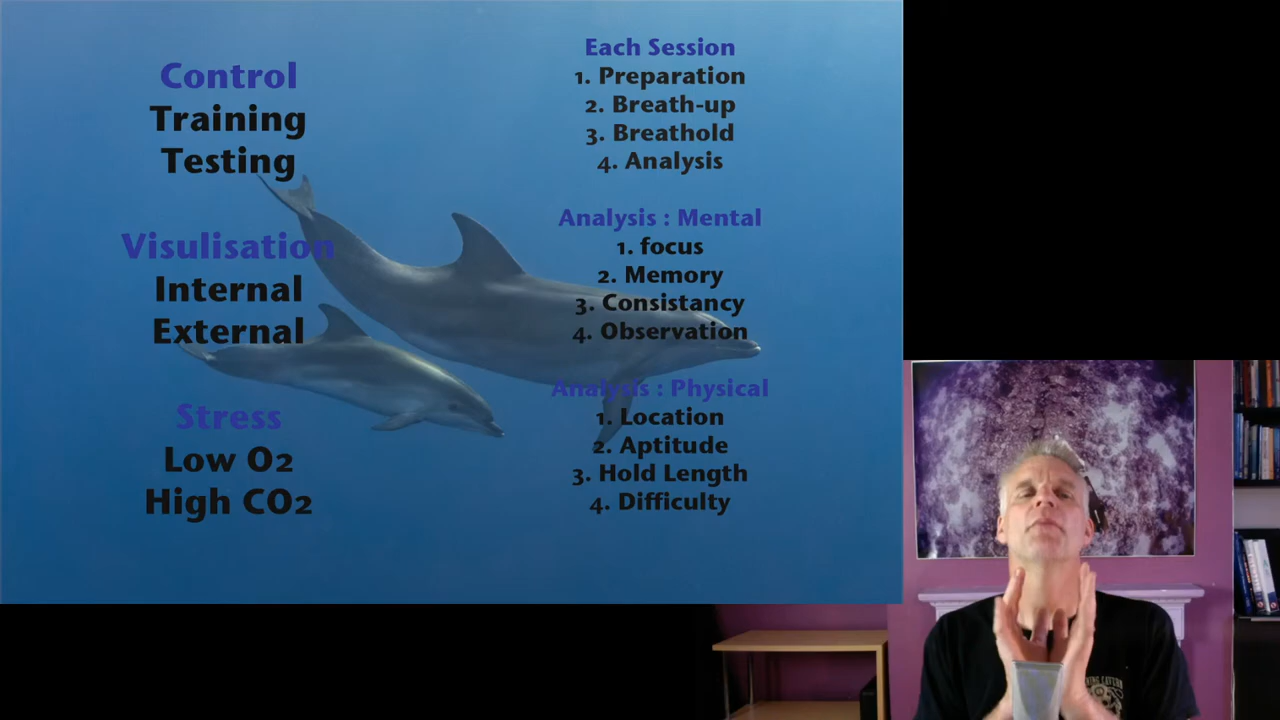 Control
Training
Testing
Visulisation
Internal
External
Stress
Low O2
High CO2
Each Session
1. Preparation
2. Breath-up
3. Breathold
4. Analysis
Analysis : Mental
1. focus
2. Memory
3. Consistancy
4. Observation
Analysis : Physical
1. Location
2. Aptitude
3. Hold Length
4. Difficulty